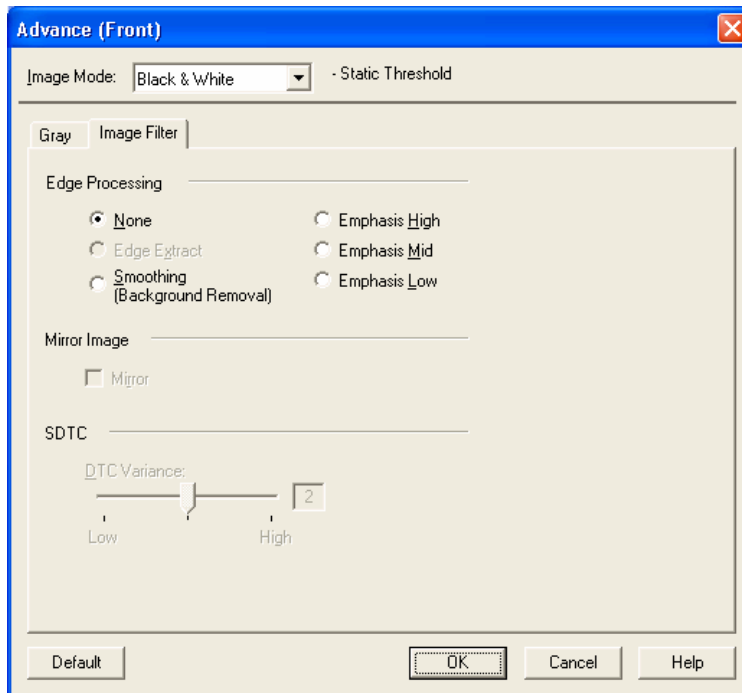 Advance (Front)
Image Mode: Black & White - Static Threshold
Gray Image Filter
Edge Processing
None Emphasis High
Edge Extract Emphasis Mid
Smoothing
(Background Removal) Emphasis Low
Mirror Image
Mirror
SDTC
DTC Variance:
2
Low High
Default OK Cancel Help